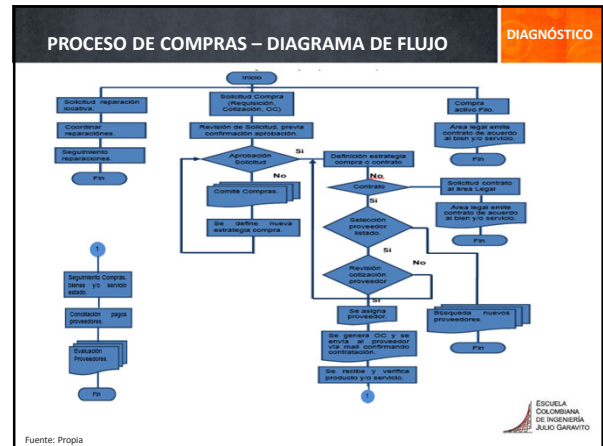 PROCESO DE COMPRAS – DIAGRAMA DE FLUJO
DIAGNÓSTICO
Inicio
Solicitud reparación
locativa.
Coordinar
reparaciónes.
Seguimiento
reparaciones.
Fin
Solicitud Compra
(Requisición,
Cotización, OC)
Revisión de Solicitud, previa
confirmación aprobación.
Aprobación
Solicitud
Si
No
Comité Compras.
Se define nueva
estrategia compra.
Definición estrategia
compra o contrato
No
Contrato
Si
Selección
proveedor
listado.
Si
No
Revisión
cotización
proveedor
Si
Se asigna
proveedor.
Se genera OC y se
envía al proveedor
vía mail confirmando
contratación.
Se recibe y verifica
producto y/o servicio.
1
Compra
activo Fijo.
Área legal emite
contrato de acuerdo
al bien y/o servicio.
Fin
Solicitud contrato
al área Legal
Área legal emite
contrato de acuerdo
al bien y/o servicio.
Fin
Búsqueda nuevos
proveedores.
Fin
1
Seguimiento Compras,
bienes y/o servicio
estado.
Conciliación pagos
proveedores.
Evaluación
Proveedores.
Fin
ESCUELA
COLOMBIANA
DE INGENIERÍA
JULIO GARAVITO
Fuente: Propia